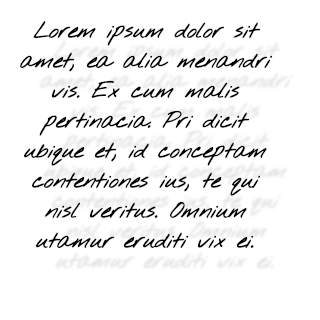 Lorem ipsum dolor sit
amet, ea alia menandri
vis. Ex cum malis
pertinacia. Pri dicit
ubique et, id conceptam
contentiones ius, te qui
nisl veritus. Omnium
utamur eruditi vix ei.